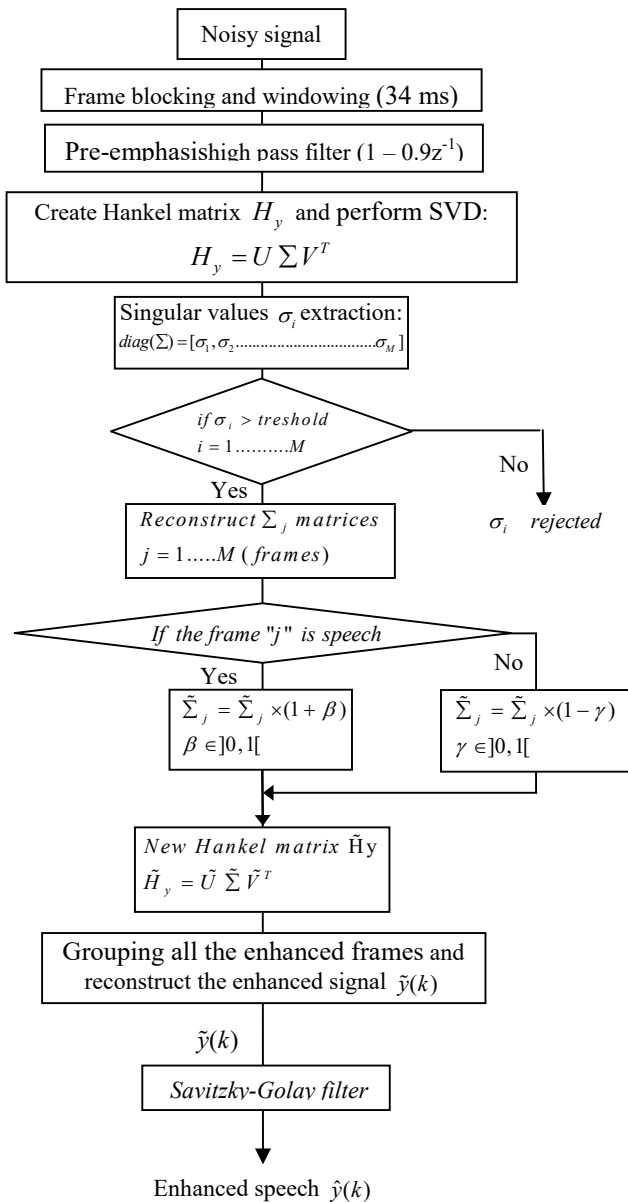 Noisy signal
Frame blocking and windowing (34 ms)
Pre-emphasishigh pass filter (1 – 0.9z⁻¹)
Create Hankel matrix H_y and perform SVD:
H_y = U ∑ V^T
Singular values σ_i extraction:
diag(∑) = [σ₁, σ₂..................................σ_M]
if σ_i > treshold
i = 1..........M
No
Yes
σ_i rejected
Reconstruct ∑_j matrices
j = 1.....M (frames)
If the frame "j" is speech
Yes
No
∑̃_j = ∑̃_j ×(1 + β)
β ∈]0,1[
∑̃_j = ∑̃_j ×(1 − γ)
γ ∈]0,1[
New Hankel matrix H̃y
H̃_y = Ũ ∑̃ Ṽ^T
Grouping all the enhanced frames and
reconstruct the enhanced signal ỹ(k)
ỹ(k)
Savitzky-Golay filter
Enhanced speech ŷ(k)